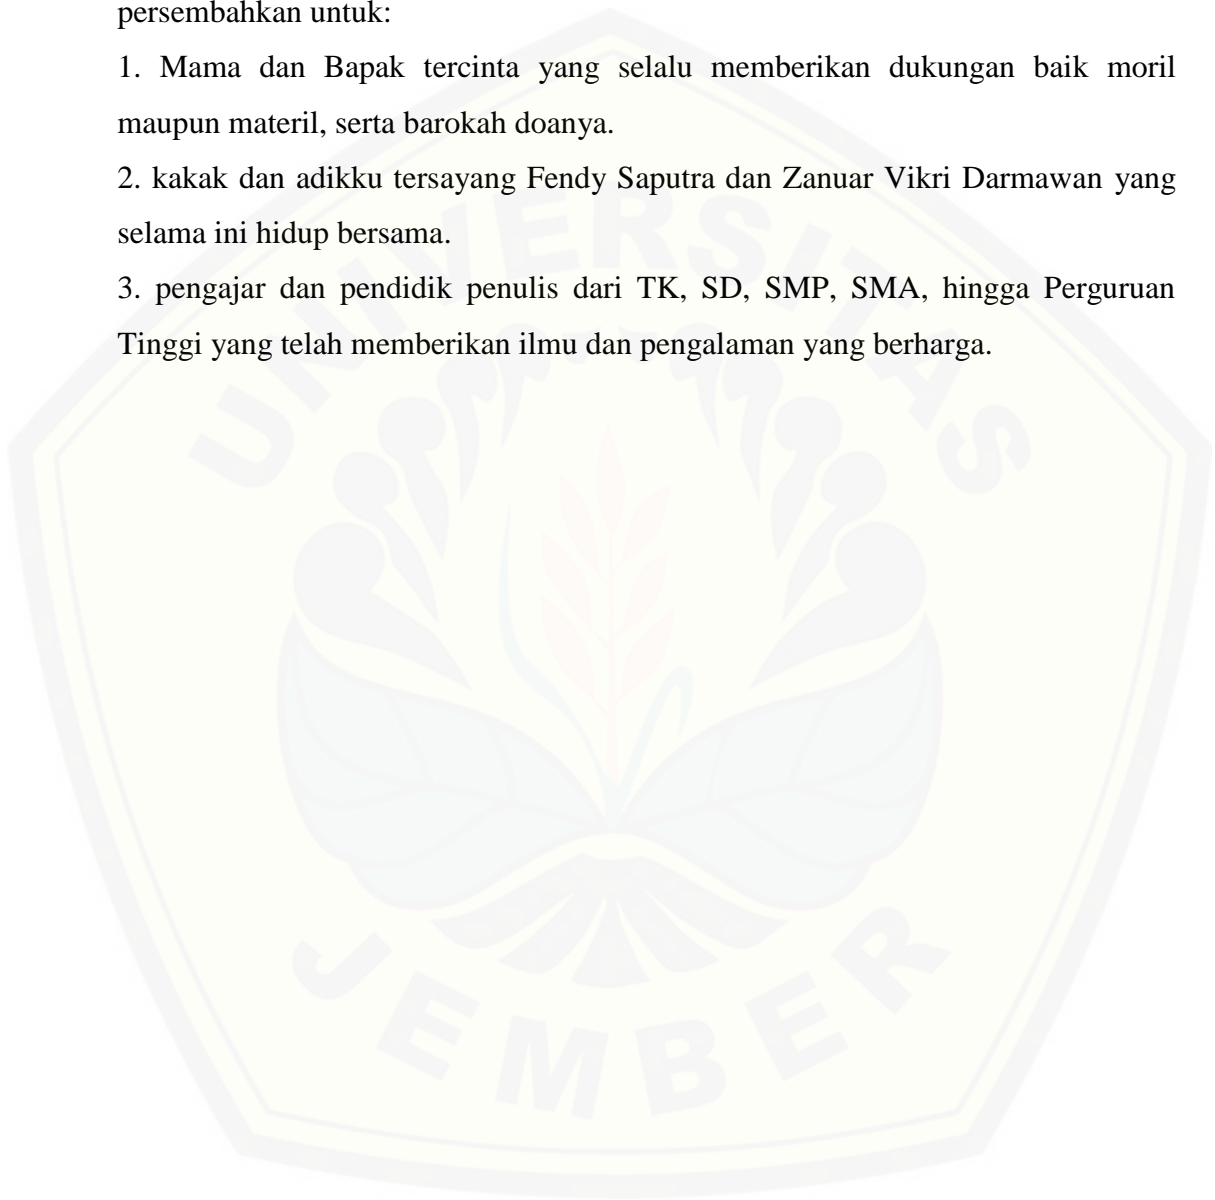 persembahkan untuk:
1. Mama dan Bapak tercinta yang selalu memberikan dukungan baik moril
maupun materil, serta barokah doanya.
2. kakak dan adikku tersayang Fendy Saputra dan Zanuar Vikri Darmawan yang
selama ini hidup bersama.
3. pengajar dan pendidik penulis dari TK, SD, SMP, SMA, hingga Perguruan
Tinggi yang telah memberikan ilmu dan pengalaman yang berharga.
UNIVERSITAS
JEMBER